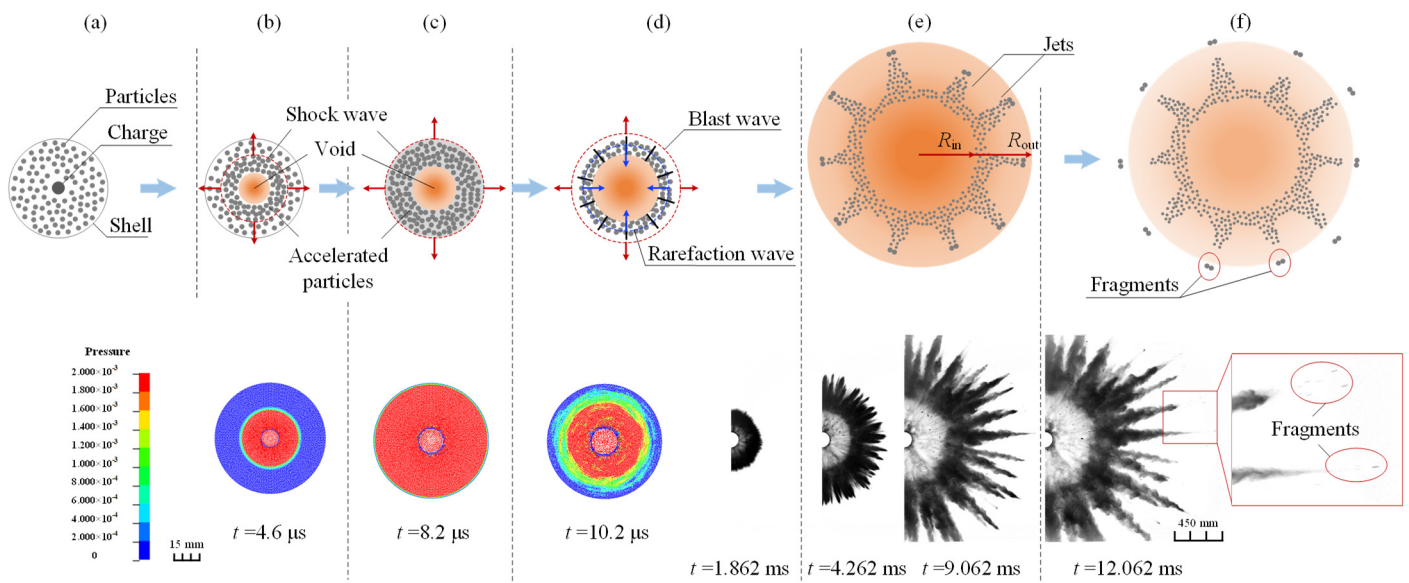 (a)
(b)
(c)
(d)
(e)
(f)
Particles
Charge
Shell
Shock wave
Void
Accelerated
particles
Blast wave
Rarefaction wave
Jets
R_in
R_out
Fragments
Pressure
2.000×10⁻³
1.800×10⁻³
1.600×10⁻³
1.400×10⁻³
1.200×10⁻³
1.000×10⁻³
8.000×10⁻⁴
6.000×10⁻⁴
4.000×10⁻⁴
2.000×10⁻⁴
0
15 mm
t =4.6 μs
t =8.2 μs
t =10.2 μs
t =1.862 ms
t =4.262 ms
t =9.062 ms
t =12.062 ms
450 mm
Fragments